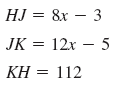 HJ = 8x − 3
JK = 12x − 5
KH = 112